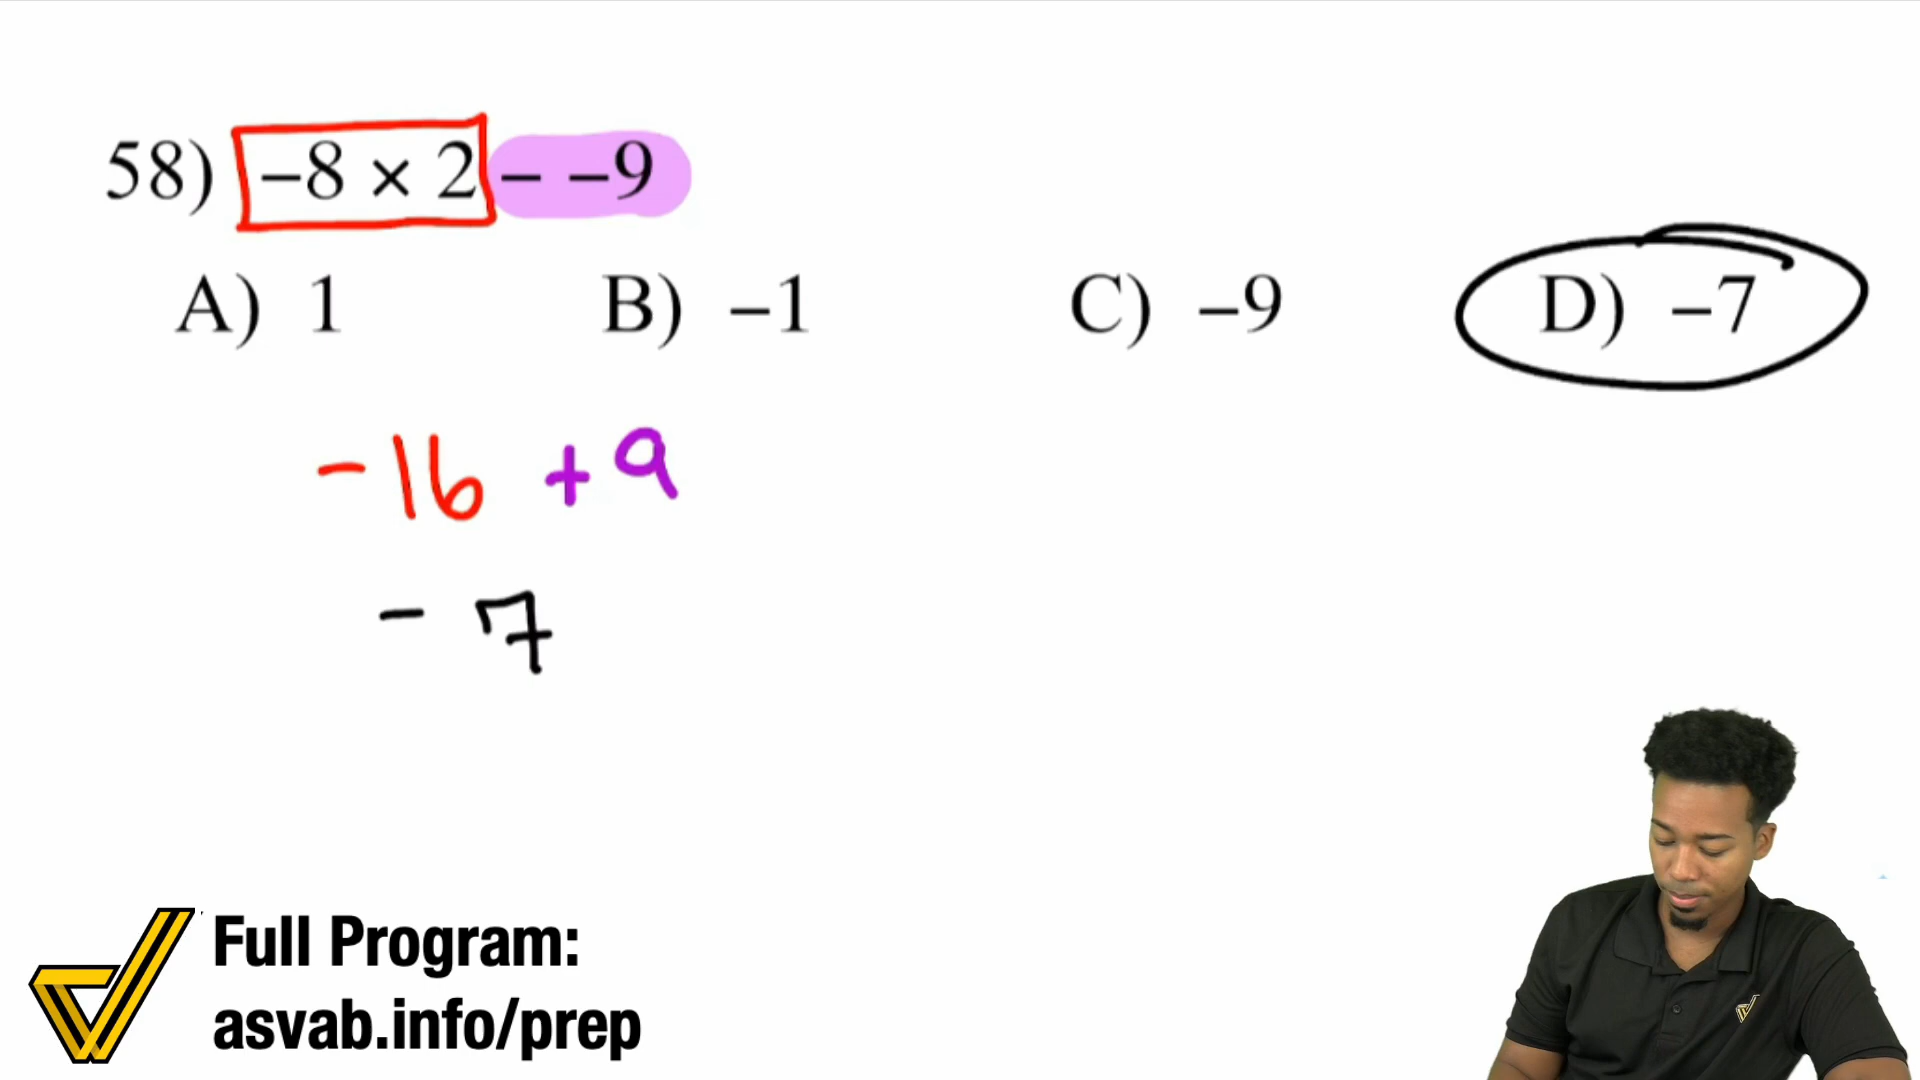 58) −8 × 2 − −9
A) 1 B) −1 C) −9 D) −7
-16 +9
- 7
Full Program:
asvab.info/prep